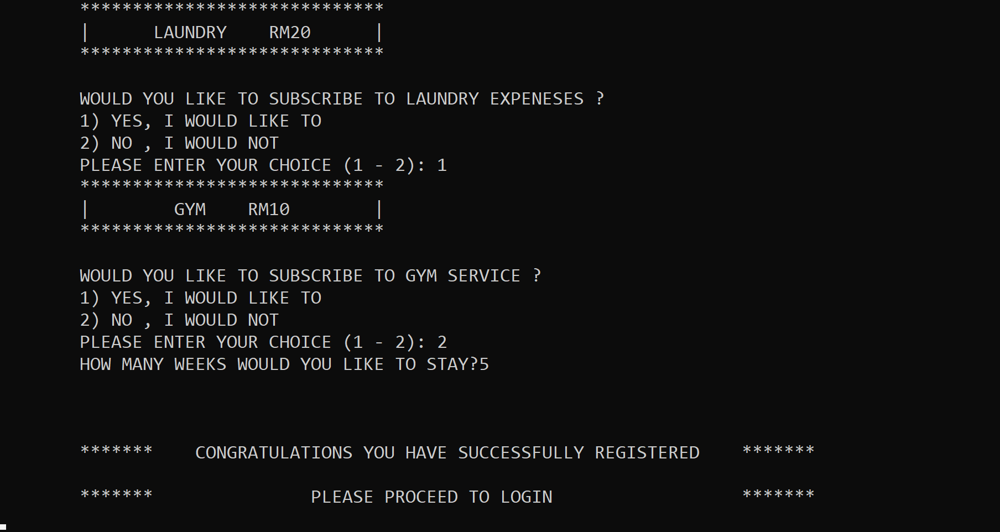 *****************************
|      LAUNDRY    RM20      |
*****************************
WOULD YOU LIKE TO SUBSCRIBE TO LAUNDRY EXPENESES ?
1) YES, I WOULD LIKE TO
2) NO , I WOULD NOT
PLEASE ENTER YOUR CHOICE (1 - 2): 1
*****************************
|        GYM    RM10        |
*****************************
WOULD YOU LIKE TO SUBSCRIBE TO GYM SERVICE ?
1) YES, I WOULD LIKE TO
2) NO , I WOULD NOT
PLEASE ENTER YOUR CHOICE (1 - 2): 2
HOW MANY WEEKS WOULD YOU LIKE TO STAY?5
*******    CONGRATULATIONS YOU HAVE SUCCESSFULLY REGISTERED    *******
*******               PLEASE PROCEED TO LOGIN                  *******